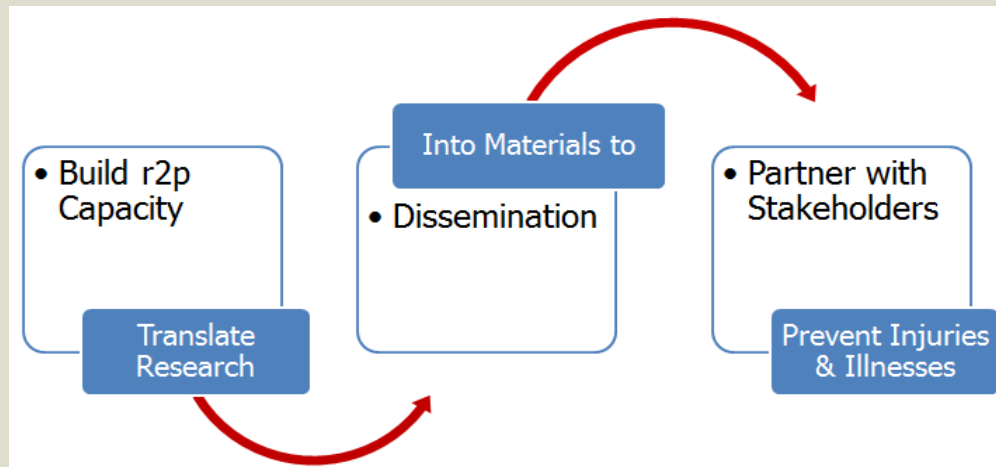 • Build r2p
Capacity
Translate
Research
Into Materials to
• Dissemination
• Partner with
Stakeholders
Prevent Injuries
& Illnesses